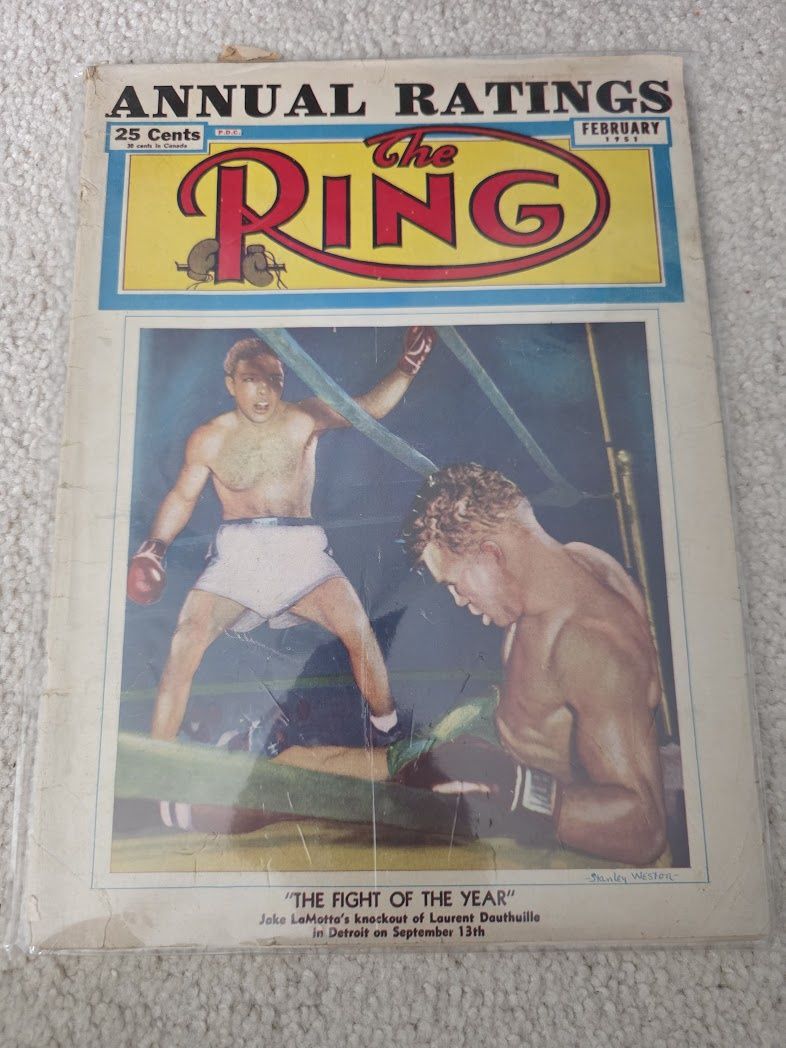 ANNUAL RATINGS
25 Cents
30 cents in Canada
P.D.C.
FEBRUARY
1951
The
RING
-Stanley WESTON-
"THE FIGHT OF THE YEAR"
Jake LaMotta's knockout of Laurent Dauthuille
in Detroit on September 13th